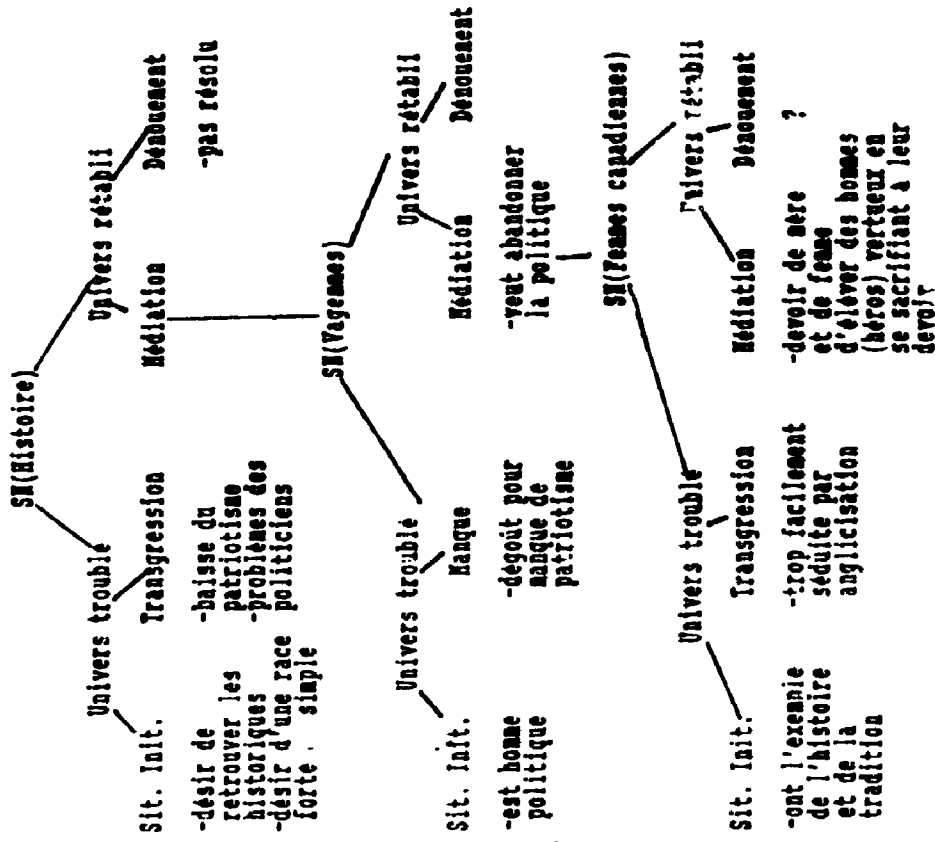 SN(Histoire)
Univers trouble
Univers rétabli
Sit. Init.
Transgression
Médiation
Dénouement
-désir de
retrouver les
historiques
-désir d'une race
forte, simple
-baisse du
patriotisme
-problèmes des
politiciens
-pas résolu
SN(Vagemmes)
Univers troublé
Univers rétabli
Sit. Init.
Manque
Médiation
Dénouement
-est homme
politique
-dégoût pour
manque de
patriotisme
-veut abandonner
la politique
SN(Femmes canadiennes)
Univers trouble
Univers rétabli
Sit. Init.
Transgression
Médiation
Dénouement
-ont l'exemple
de l'histoire
et de la
tradition
-trop facilement
séduite par
anglicisation
-devoir de mère
et de femme
d'élever des hommes
(héros) vertueux en
se sacrifiant à leur
devoir
?